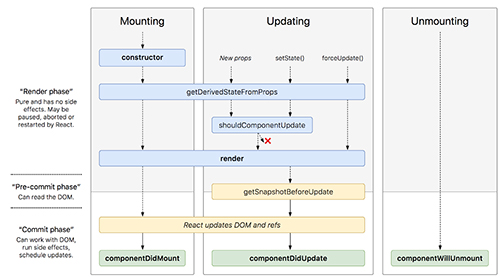 Mounting
Updating
Unmounting
constructor
New props
setState()
forceUpdate()
"Render phase"
Pure and has no side
effects. May be
paused, aborted or
restarted by React.
getDerivedStateFromProps
shouldComponentUpdate
render
"Pre-commit phase"
Can read the DOM.
getSnapshotBeforeUpdate
"Commit phase"
Can work with DOM,
run side effects,
schedule updates.
React updates DOM and refs
componentDidMount
componentDidUpdate
componentWillUnmount